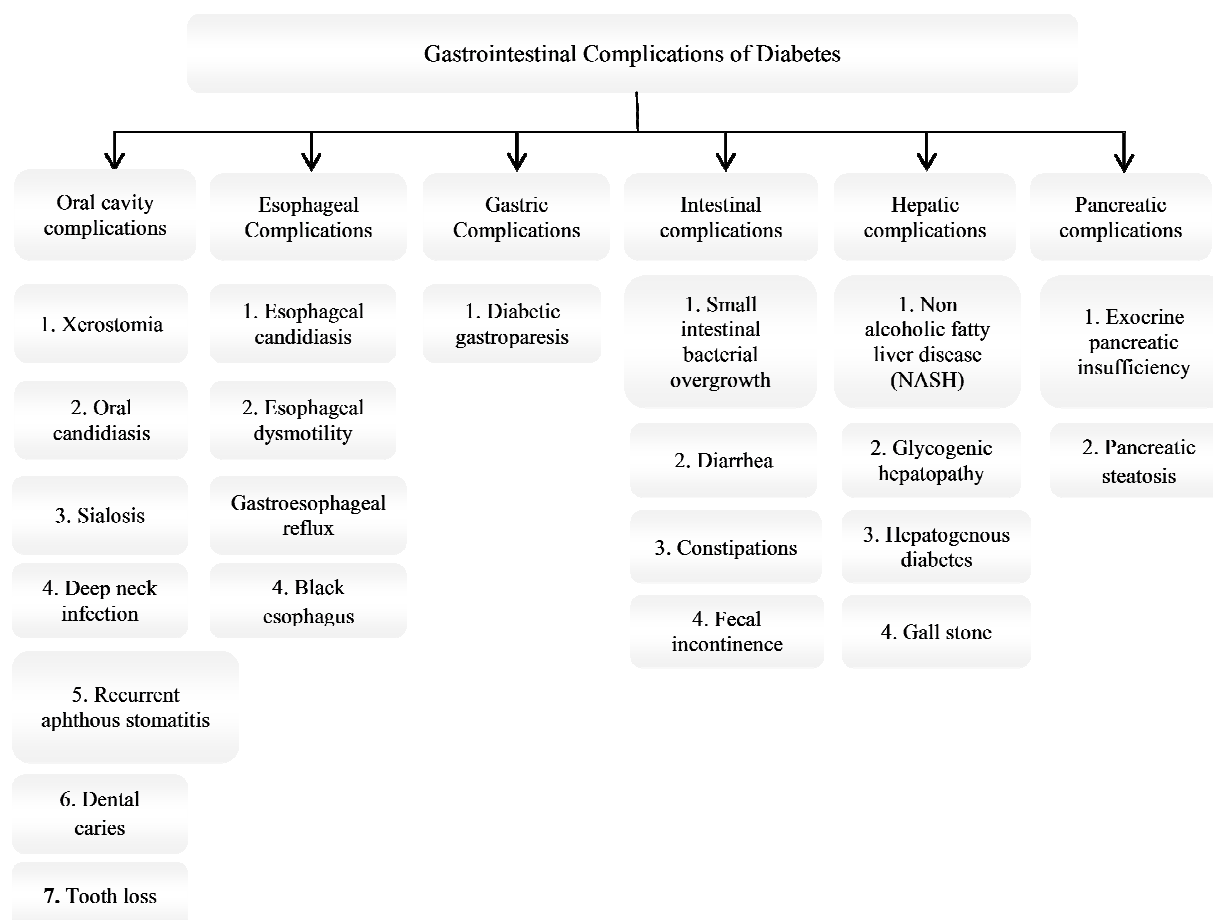 Gastrointestinal Complications of Diabetes
Oral cavity
complications
Esophageal
Complications
Gastric
Complications
Intestinal
complications
Hepatic
complications
Pancreatic
complications
1. Xerostomia
2. Oral
candidiasis
3. Sialosis
4. Deep neck
infection
5. Recurrent
aphthous stomatitis
6. Dental
caries
7. Tooth loss
1. Esophageal
candidiasis
2. Esophageal
dysmotility
Gastroesophageal
reflux
4. Black
esophagus
1. Diabetic
gastroparesis
1. Small
intestinal
bacterial
overgrowth
2. Diarrhea
3. Constipations
4. Fecal
incontinence
1. Non
alcoholic fatty
liver disease
(NASH)
2. Glycogenic
hepatopathy
3. Hepatogenous
diabetes
4. Gall stone
1. Exocrine
pancreatic
insufficiency
2. Pancreatic
steatosis